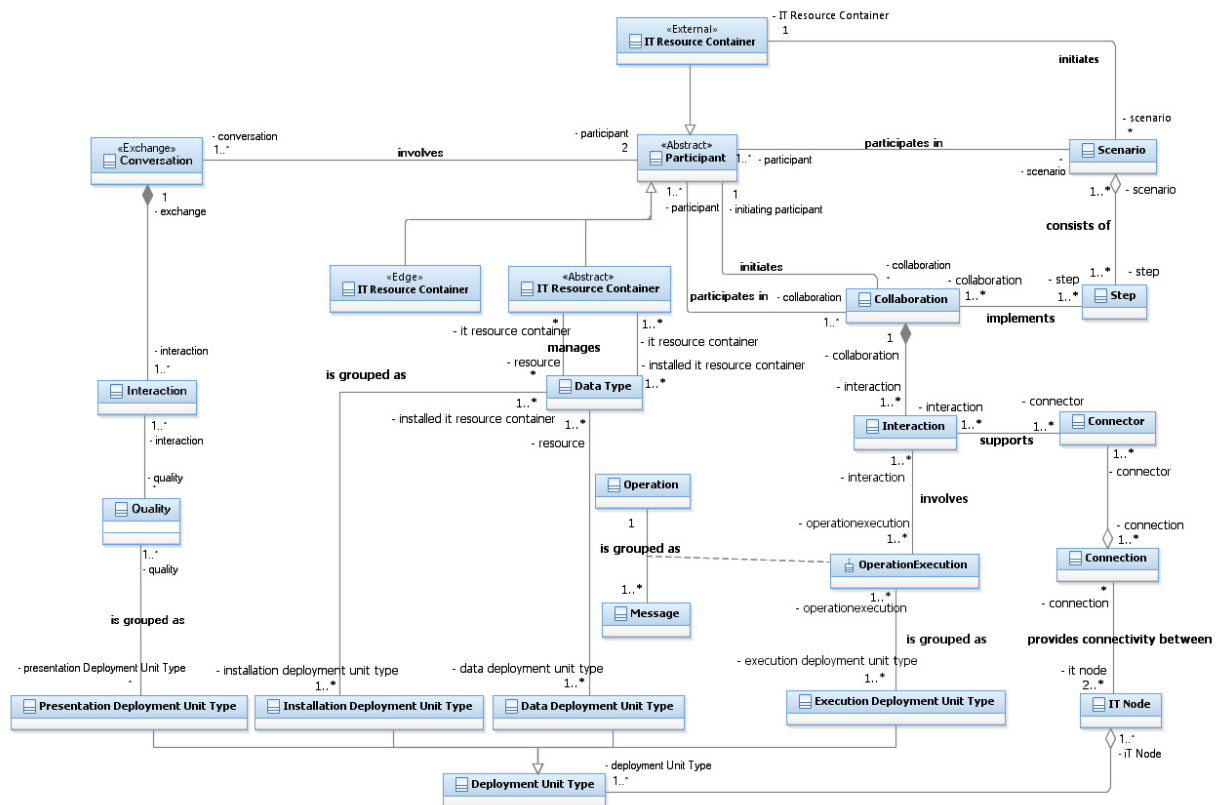 - IT Resource Container
1
«External»
IT Resource Container
initiates
- scenario
*
«Exchange»
Conversation
- conversation
1..*
involves
- participant
2
«Abstract»
Participant
1..*
- participant
participates in
*
- scenario
Scenario
1
- exchange
1..*
- participant
1
- initiating participant
1..*
- scenario
consists of
«Edge»
IT Resource Container
«Abstract»
IT Resource Container
initiates
- collaboration
*
participates in
- collaboration
1..*
Collaboration
- collaboration
1..*
implements
- step
1..*
1..*
- step
Step
*
- it resource container
manages
- resource
*
1..*
- it resource container
- installed it resource container
1..*
1
- collaboration
- interaction
1..*
is grouped as
Data Type
1..*
- installed it resource container
1..*
- resource
- interaction
1..*
Interaction
1..*
- interaction
- quality
*
Quality
1..*
- quality
is grouped as
Interaction
- interaction
1..*
supports
- connector
1..*
Connector
1..*
- connector
1..*
- interaction
involves
- operationexecution
1..*
Operation
1
is grouped as
1..*
Message
OperationExecution
1..*
- operationexecution
is grouped as
- connection
1..*
Connection
*
- connection
provides connectivity between
- it node
2..*
- presentation Deployment Unit Type
*
- installation deployment unit type
1..*
- data deployment unit type
1..*
- execution deployment unit type
1..*
Presentation Deployment Unit Type
Installation Deployment Unit Type
Data Deployment Unit Type
Execution Deployment Unit Type
IT Node
1..*
- iT Node
- deployment Unit Type
1..*
Deployment Unit Type